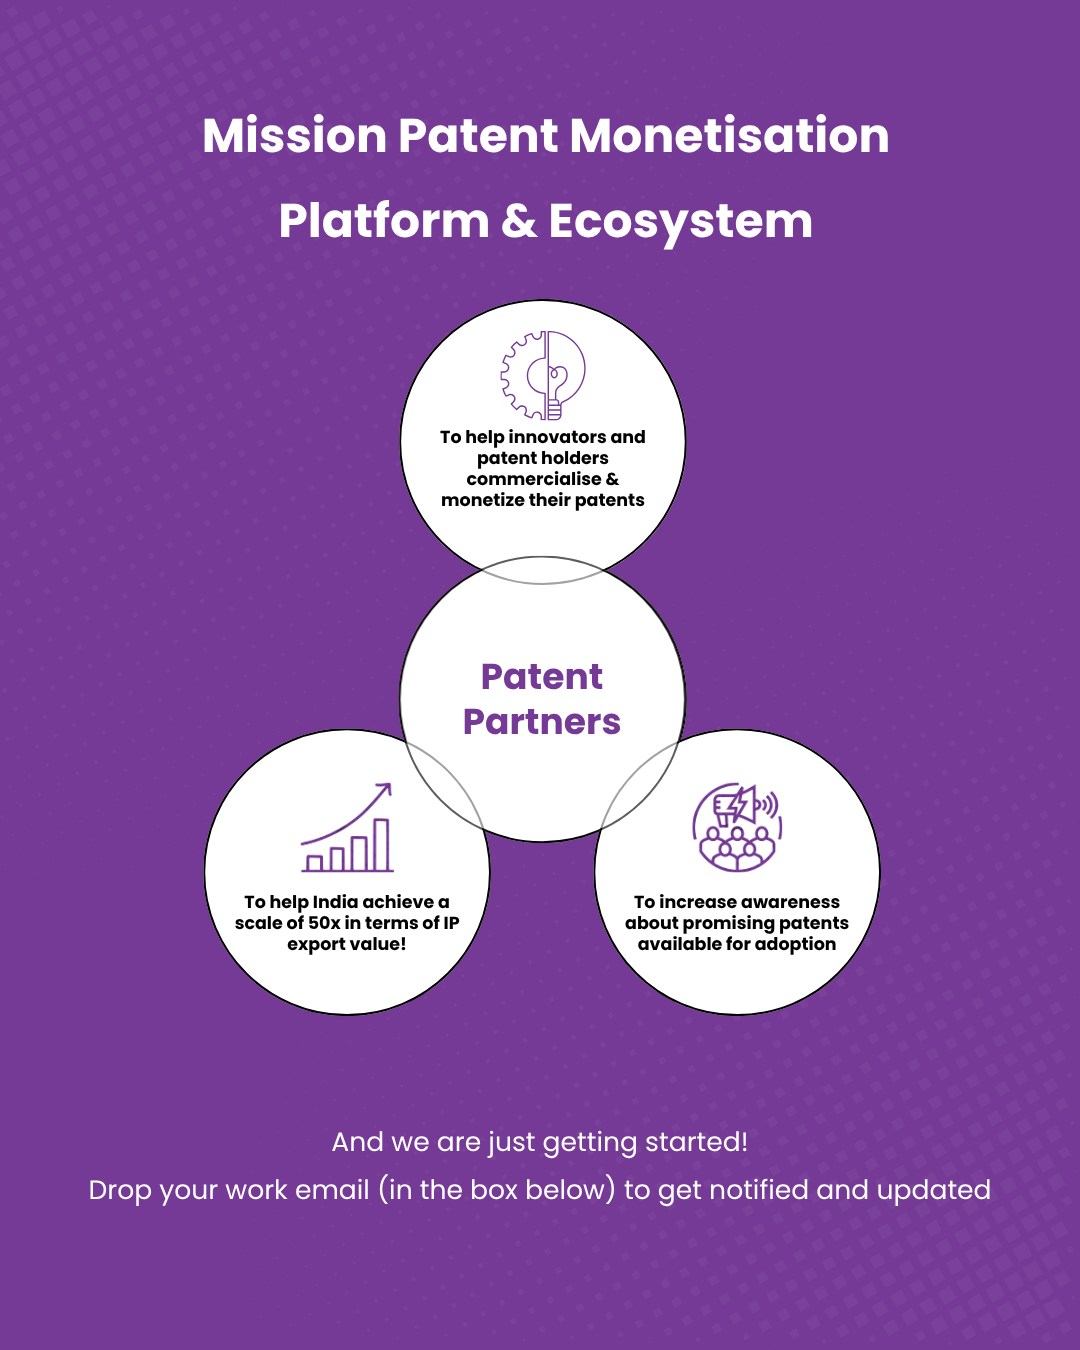 Mission Patent Monetisation
Platform & Ecosystem
To help innovators and
patent holders
commercialise &
monetize their patents
Patent
Partners
To help India achieve a
scale of 50x in terms of IP
export value!
To increase awareness
about promising patents
available for adoption
And we are just getting started!
Drop your work email (in the box below) to get notified and updated